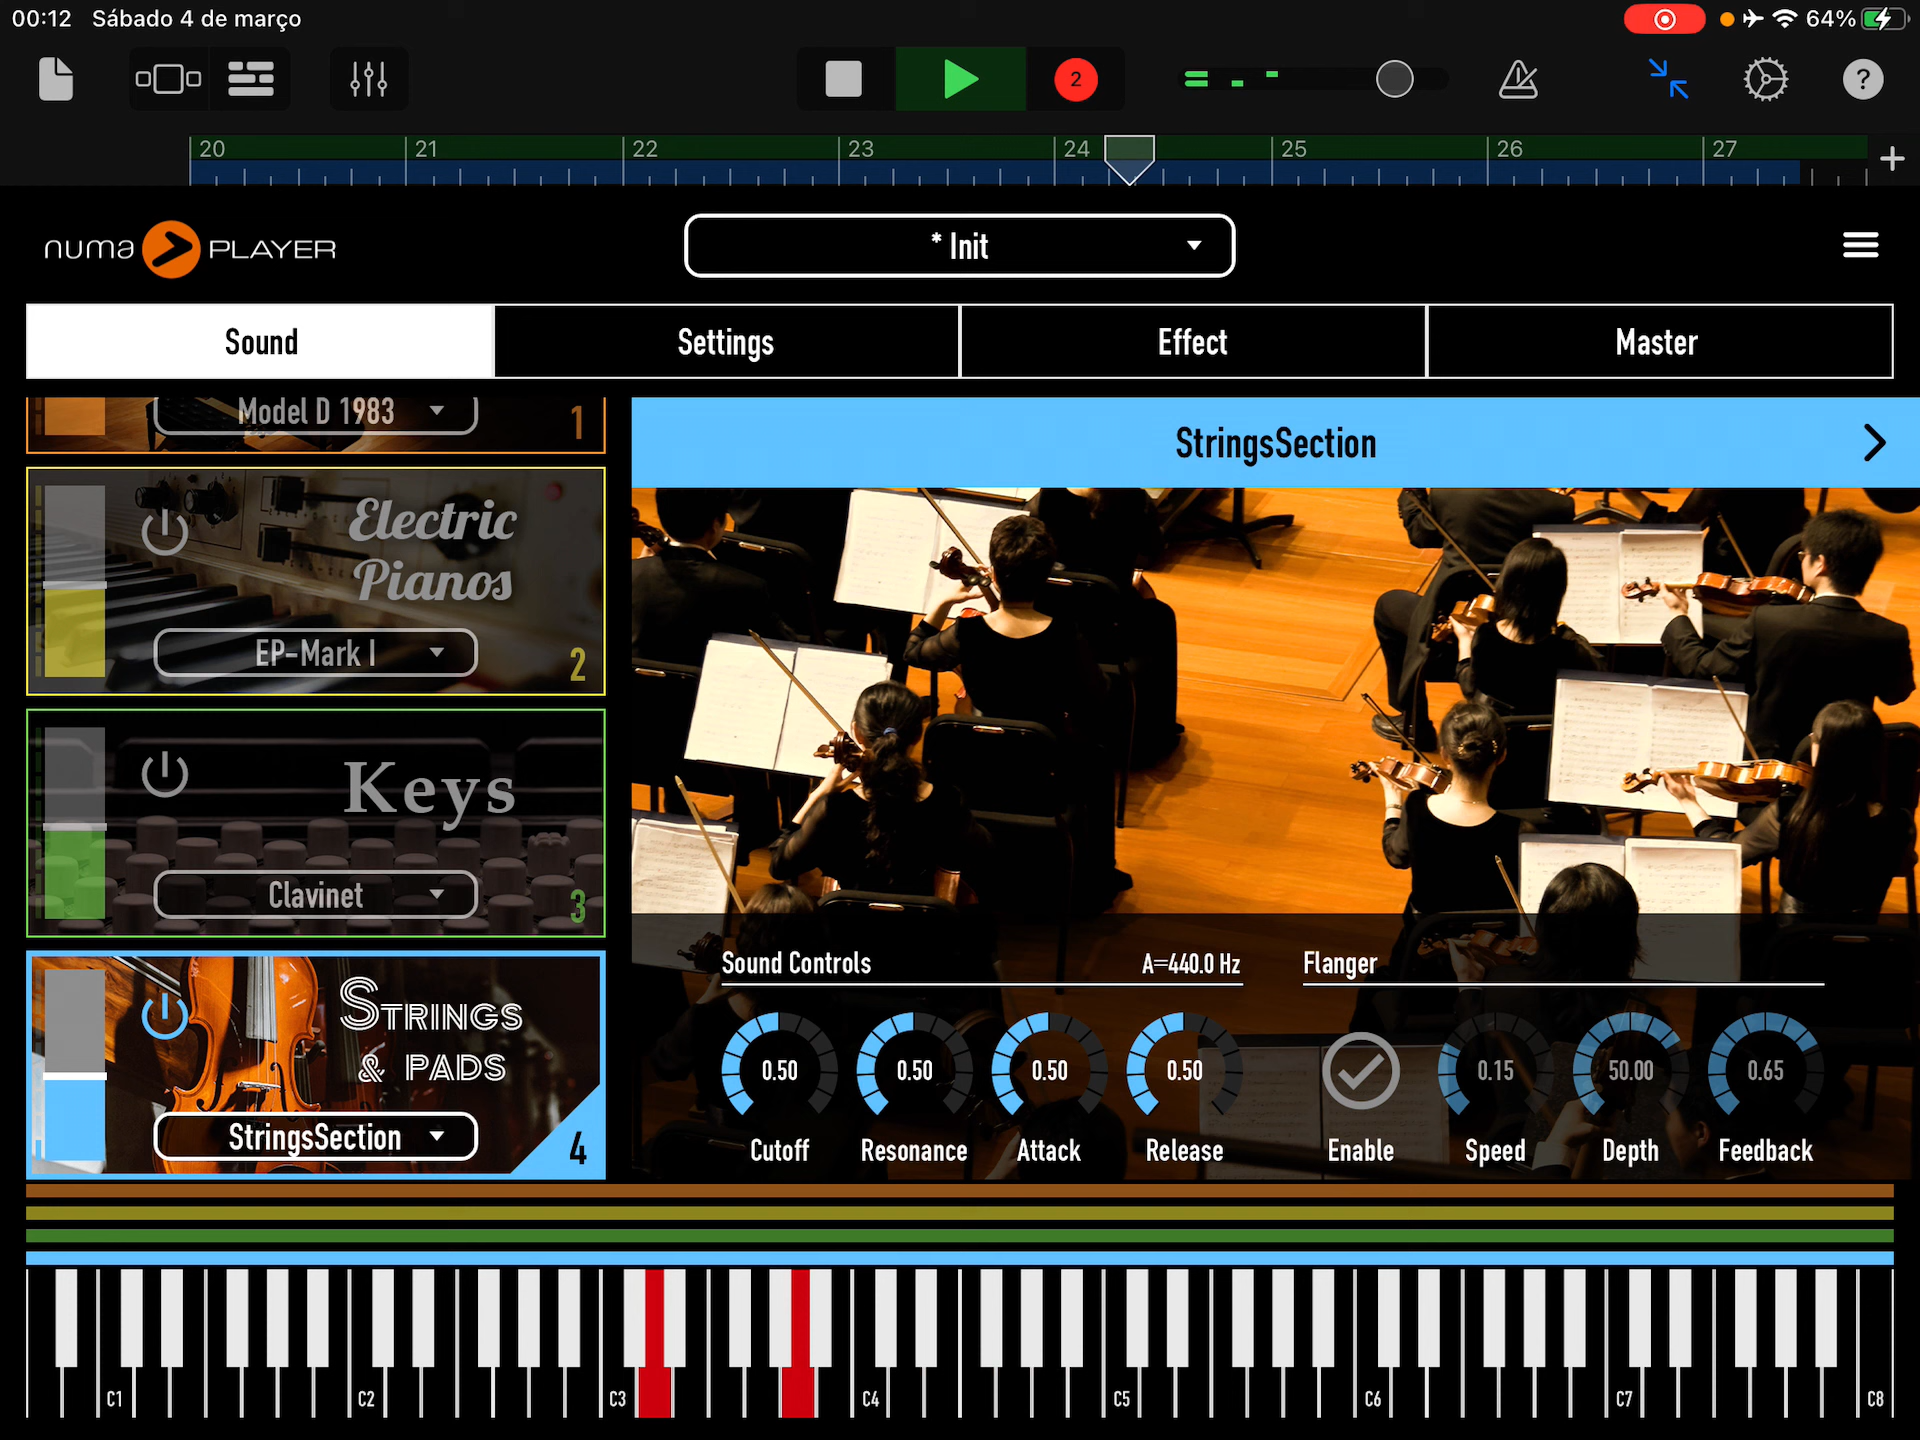 00:12 Sábado 4 de março
64%
2
?
20 21 22 23 24 25 26 27
numa PLAYER
* Init
Sound Settings Effect Master
Model D 1983
1
StringsSection
Electric
Pianos
EP-Mark I
2
Keys
Clavinet
3
STRINGS
& PADS
StringsSection
4
Sound Controls A=440.0 Hz Flanger
0.50 0.50 0.50 0.50 0.15 50.00 0.65
Cutoff Resonance Attack Release Enable Speed Depth Feedback
C1 C2 C3 C4 C5 C6 C7 C8